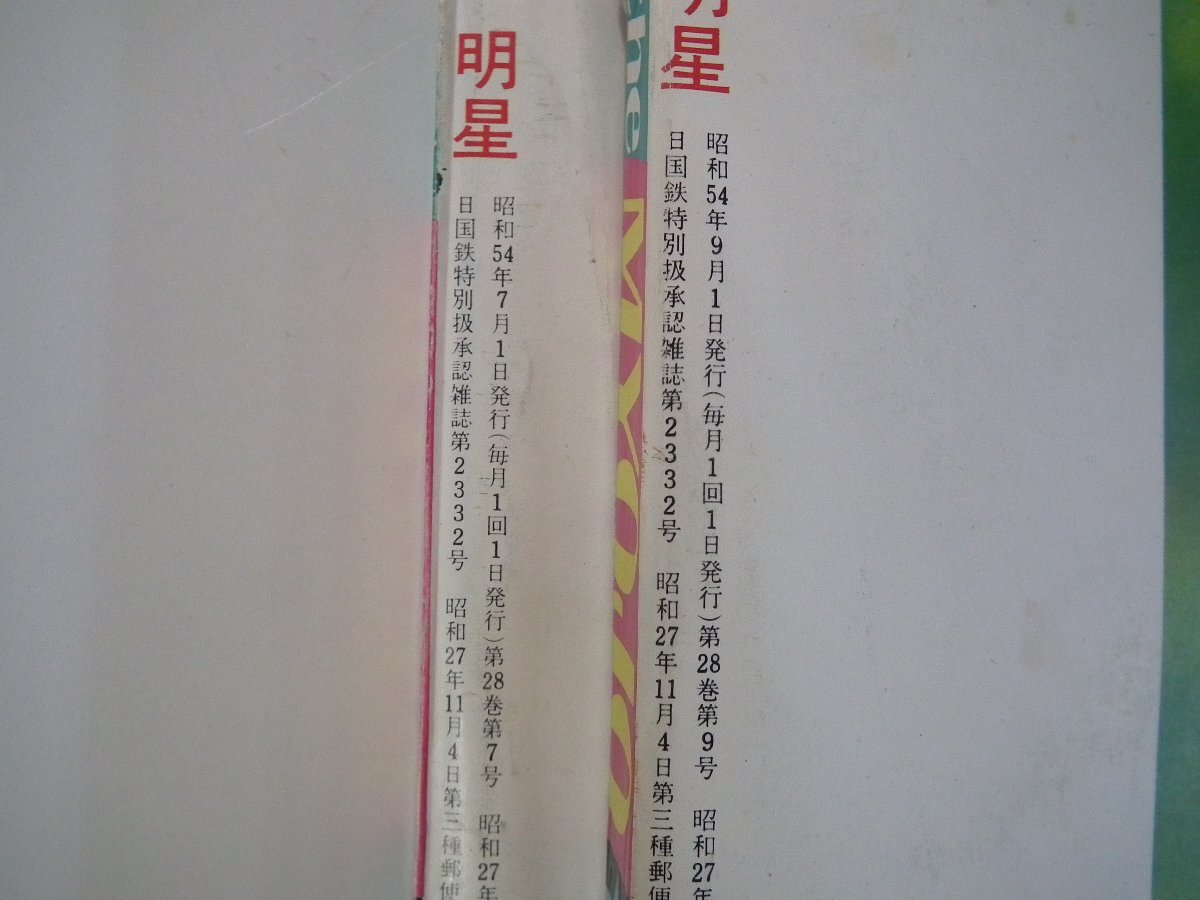 明星
昭和54年9月1日発行(毎月1回1日発行)第28巻第9号 昭和27年
日国鉄特別扱承認雑誌第2332号 昭和27年11月4日第三種郵便
明星
昭和54年7月1日発行(毎月1回1日発行)第28巻第7号 昭和27年
日国鉄特別扱承認雑誌第2332号 昭和27年11月4日第三種郵便